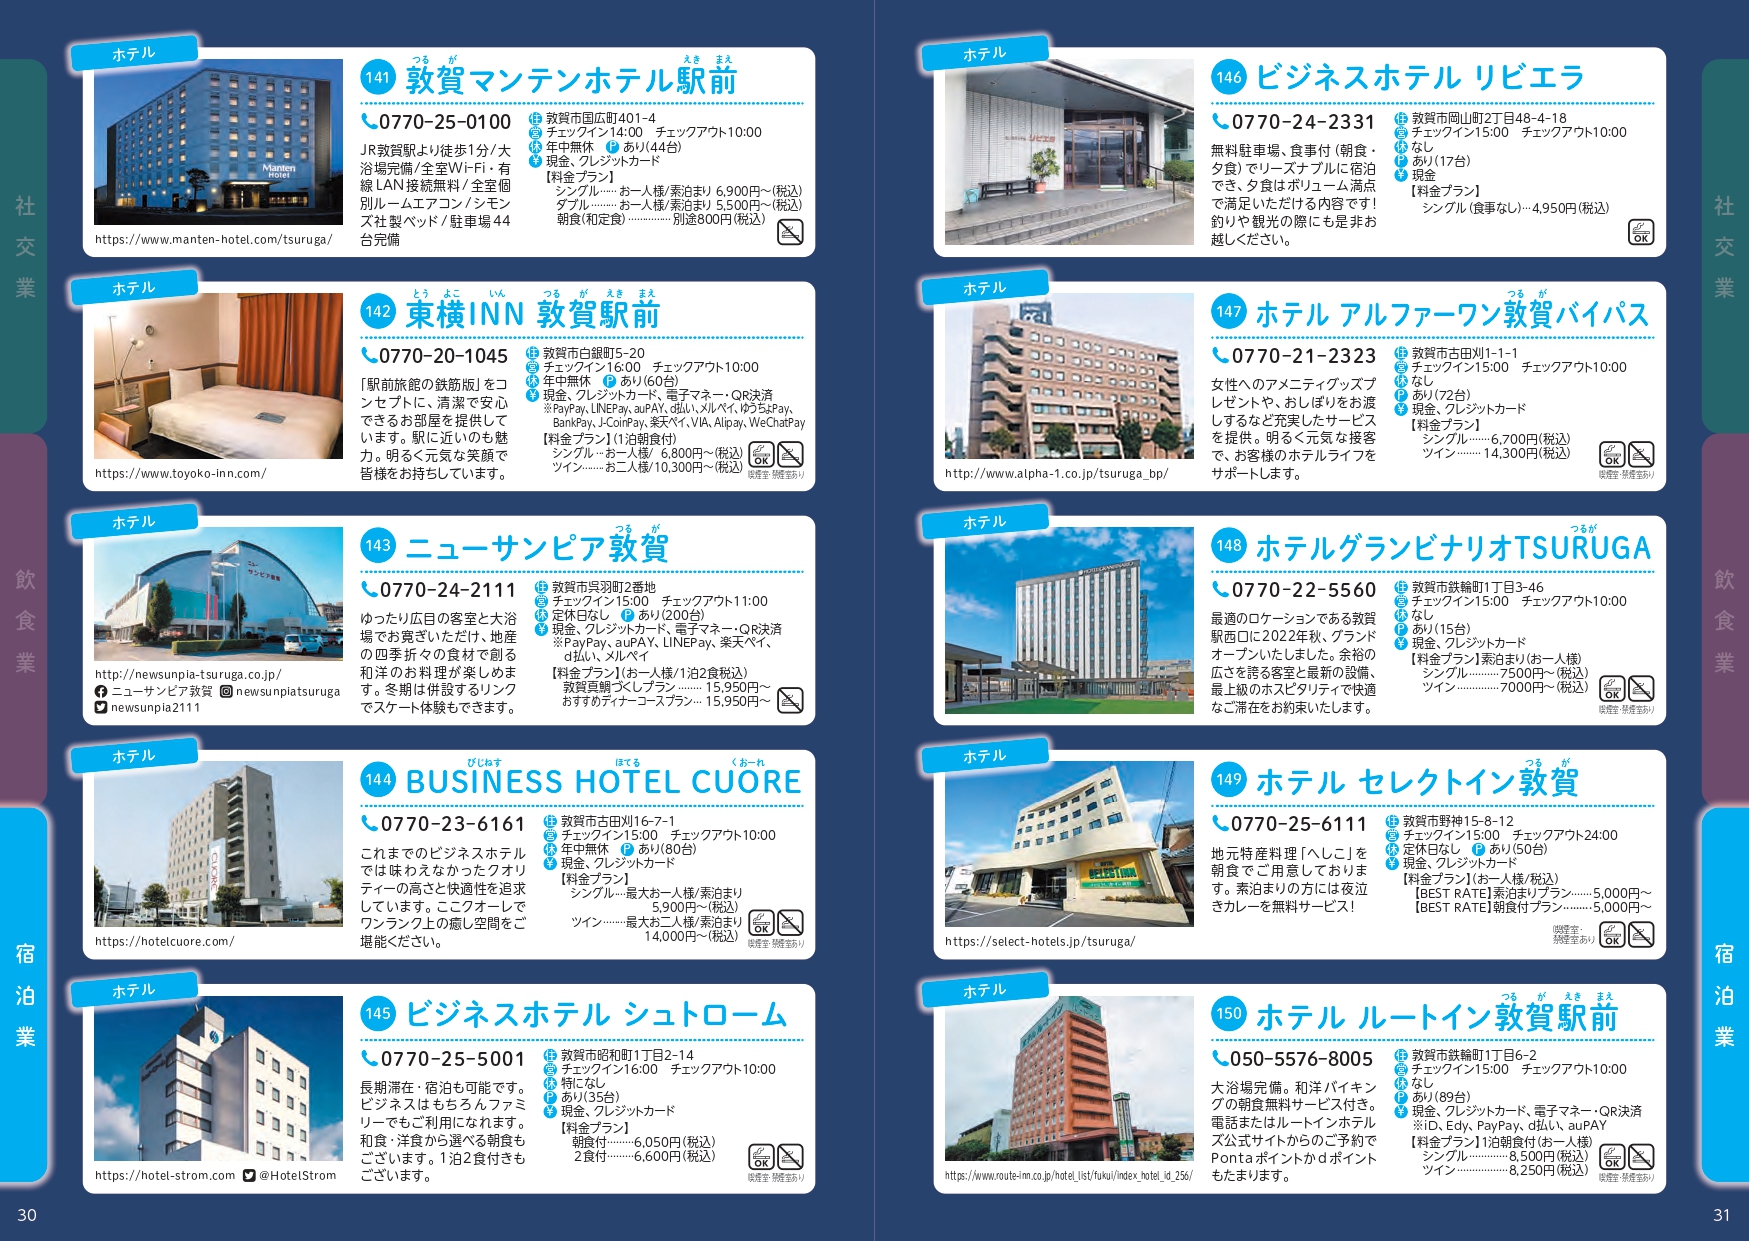 社交業
飲食業
宿泊業
ホテル
141 敦賀マンテンホテル駅前
つる が えき まえ
0770-25-0100
JR敦賀駅より徒歩1分/大
浴場完備/全室Wi-Fi・有
線LAN接続無料/全室個
別ルームエアコン/シモン
ズ社製ベッド/駐車場44
台完備
住 敦賀市国広町401-4
営 チェックイン14:00 チェックアウト10:00
休 年中無休 P あり(44台)
¥ 現金、クレジットカード
【料金プラン】
シングル……お一人様/素泊まり 6,900円〜(税込)
ダブル………お一人様/素泊まり 5,500円〜(税込)
朝食(和定食)……………別途800円(税込)
Manten
Hotel
https://www.manten-hotel.com/tsuruga/
ホテル
とう よこ いん つる が えき まえ
142 東横INN 敦賀駅前
0770-20-1045
「駅前旅館の鉄筋版」をコ
ンセプトに、清潔で安心
できるお部屋を提供して
います。駅に近いのも魅
力。明るく元気な笑顔で
皆様をお待ちしています。
住 敦賀市白銀町5-20
営 チェックイン16:00 チェックアウト10:00
休 年中無休 P あり(60台)
¥ 現金、クレジットカード、電子マネー・QR決済
※PayPay、LINEPay、auPAY、d払い、メルペイ、ゆうちょPay、
BankPay、J-CoinPay、楽天ペイ、VIA、Alipay、WeChatPay
【料金プラン】(1泊朝食付)
シングル…お一人様/ 6,800円〜(税込)
ツイン……お二人様/10,300円〜(税込)
OK
喫煙室・禁煙室あり
https://www.toyoko-inn.com/
ホテル
つる が
143 ニューサンピア敦賀
0770-24-2111
ゆったり広目の客室と大浴
場でお寛ぎいただけ、地産
の四季折々の食材で創る
和洋のお料理が楽しめま
す。冬期は併設するリンク
でスケート体験もできます。
住 敦賀市呉羽町2番地
営 チェックイン15:00 チェックアウト11:00
休 定休日なし P あり(200台)
¥ 現金、クレジットカード、電子マネー・QR決済
※PayPay、auPAY、LINEPay、楽天ペイ、
d払い、メルペイ
【料金プラン】(お一人様/1泊2食税込)
敦賀真鯛づくしプラン……… 15,950円〜
おすすめディナーコースプラン… 15,950円〜
ニュー
サンピア敦賀
http://newsunpia-tsuruga.co.jp/
ニューサンピア敦賀 newsunpiatsuruga
newsunpia2111
ホテル
びじねす ほてる くおーれ
144 BUSINESS HOTEL CUORE
0770-23-6161
これまでのビジネスホテル
では味わえなかったクオリ
ティーの高さと快適性を追求
しています。ここクオーレで
ワンランク上の癒し空間をご
堪能ください。
住 敦賀市古田刈16-7-1
営 チェックイン15:00 チェックアウト10:00
休 年中無休 P あり(80台)
¥ 現金、クレジットカード
【料金プラン】
シングル…最大お一人様/素泊まり
5,900円〜(税込)
ツイン……最大お二人様/素泊まり
14,000円〜(税込)
OK
喫煙室・禁煙室あり
CUORE
https://hotelcuore.com/
ホテル
145 ビジネスホテル シュトローム
0770-25-5001
長期滞在・宿泊も可能です。
ビジネスはもちろんファミ
リーでもご利用になれます。
和食・洋食から選べる朝食も
ございます。1泊2食付きも
ございます。
住 敦賀市昭和町1丁目2-14
営 チェックイン16:00 チェックアウト10:00
休 特になし
P あり(35台)
¥ 現金、クレジットカード
【料金プラン】
朝食付………6,050円(税込)
2食付………6,600円(税込)
OK
喫煙室・禁煙室あり
https://hotel-strom.com @HotelStrom
30
ホテル
146 ビジネスホテル リビエラ
0770-24-2331
無料駐車場、食事付(朝食・
夕食)でリーズナブルに宿泊
でき、夕食はボリューム満点
で満足いただける内容です!
釣りや観光の際にも是非お
越しください。
住 敦賀市岡山町2丁目48-4-18
営 チェックイン15:00 チェックアウト10:00
休 なし
P あり(17台)
¥ 現金
【料金プラン】
シングル(食事なし)…4,950円(税込)
OK
リビエラ
ホテル
つる が
147 ホテル アルファーワン敦賀バイパス
0770-21-2323
女性へのアメニティグッズプ
レゼントや、おしぼりをお渡
しするなど充実したサービス
を提供。明るく元気な接客
で、お客様のホテルライフを
サポートします。
住 敦賀市古田刈1-1-1
営 チェックイン15:00 チェックアウト10:00
休 なし
P あり(72台)
¥ 現金、クレジットカード
【料金プラン】
シングル……6,700円(税込)
ツイン………14,300円(税込)
OK
喫煙室・禁煙室あり
http://www.alpha-1.co.jp/tsuruga_bp/
ホテル
つるが
148 ホテルグランビナリオTSURUGA
0770-22-5560
最適のロケーションである敦賀
駅西口に2022年秋、グランド
オープンいたしました。余裕の
広さを誇る客室と最新の設備、
最上級のホスピタリティで快適
なご滞在をお約束いたします。
住 敦賀市鉄輪町1丁目3-46
営 チェックイン15:00 チェックアウト10:00
休 なし
P あり(15台)
¥ 現金、クレジットカード
【料金プラン】素泊まり(お一人様)
シングル………7500円〜(税込)
ツイン…………7000円〜(税込)
OK
喫煙室・禁煙室あり
ホテル
つる が
149 ホテル セレクトイン敦賀
0770-25-6111
地元特産料理「へしこ」を
朝食でご用意しておりま
す。素泊まりの方には夜泣
きカレーを無料サービス!
住 敦賀市野神15-8-12
営 チェックイン15:00 チェックアウト24:00
休 定休日なし P あり(50台)
¥ 現金、クレジットカード
【料金プラン】(お一人様/税込)
【BEST RATE】素泊まりプラン……5,000円〜
【BEST RATE】朝食付プラン………5,000円〜
喫煙室・
禁煙室あり
OK
SELECT INN
https://select-hotels.jp/tsuruga/
ホテル
つる が えき まえ
150 ホテル ルートイン敦賀駅前
050-5576-8005
大浴場完備。和洋バイキン
グの朝食無料サービス付き。
電話またはルートインホテル
ズ公式サイトからのご予約で
Pontaポイントかdポイント
もたまります。
住 敦賀市鉄輪町1丁目6-2
営 チェックイン15:00 チェックアウト10:00
休 なし
P あり(89台)
¥ 現金、クレジットカード、電子マネー・QR決済
※iD、Edy、PayPay、d払い、auPAY
【料金プラン】1泊朝食付(お一人様)
シングル…………8,500円(税込)
ツイン……………8,250円(税込)
OK
喫煙室・禁煙室あり
https://www.route-inn.co.jp/hotel_list/fukui/index_hotel_id_256/
社交業
飲食業
宿泊業
31